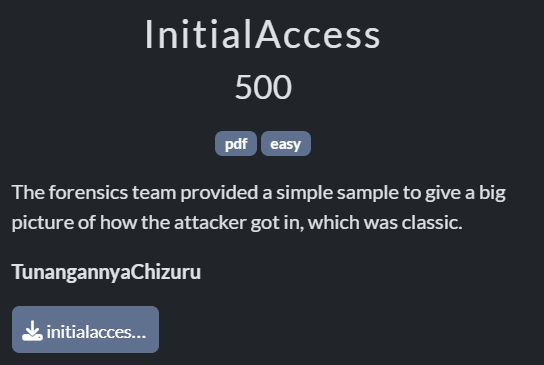 InitialAccess
500
pdf easy
The forensics team provided a simple sample to give a big
picture of how the attacker got in, which was classic.
TunangannyaChizuru
initialacces...